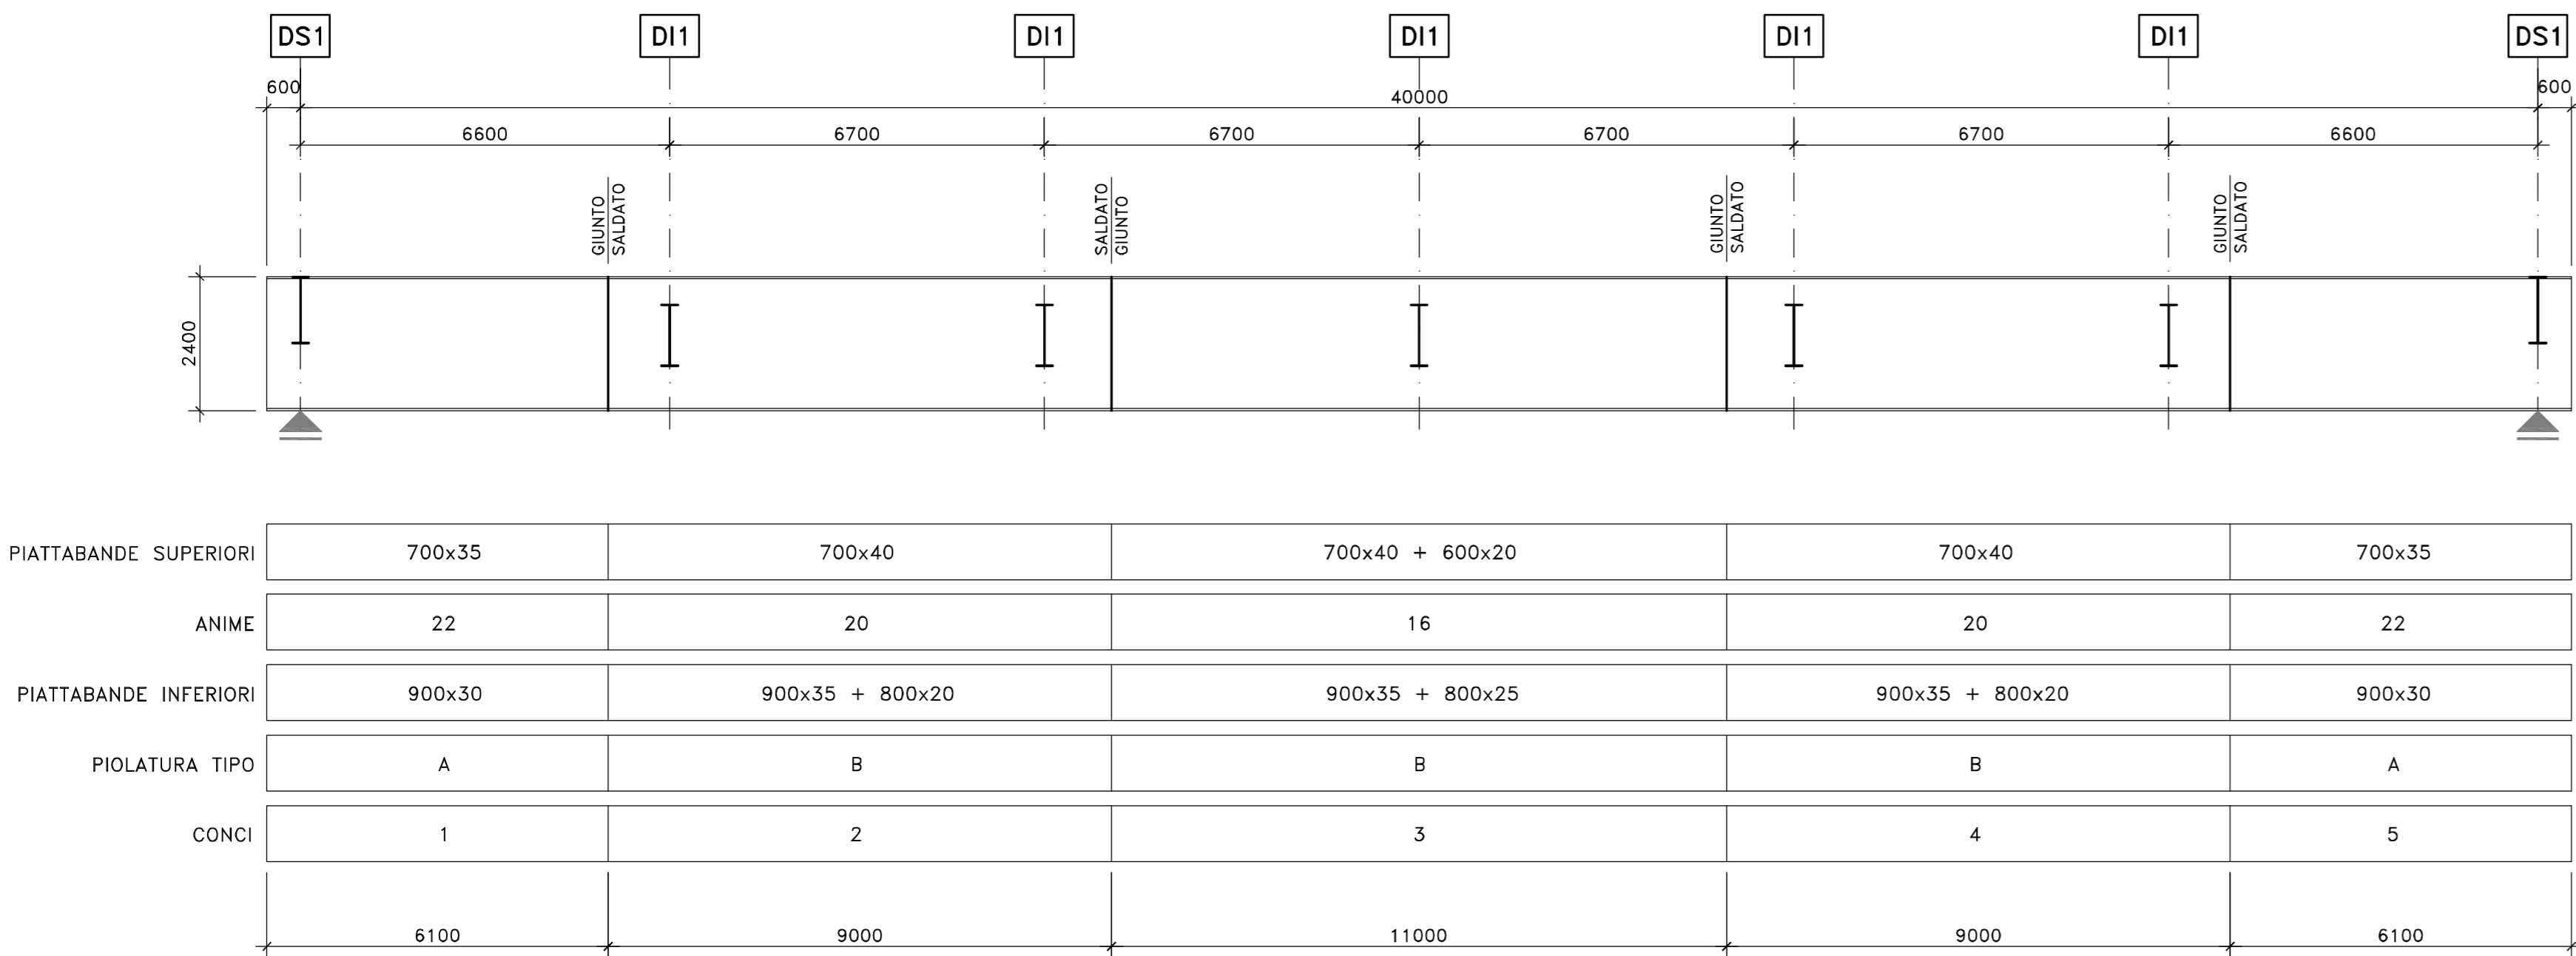 DS1 DI1 DI1 DI1 DI1 DI1 DS1
600 40000 600
6600 6700 6700 6700 6700 6600
GIUNTO
SALDATO
SALDATO
GIUNTO
GIUNTO
SALDATO
GIUNTO
SALDATO
2400
PIATTABANDE SUPERIORI 700x35 700x40 700x40 + 600x20 700x40 700x35
ANIME 22 20 16 20 22
PIATTABANDE INFERIORI 900x30 900x35 + 800x20 900x35 + 800x25 900x35 + 800x20 900x30
PIOLATURA TIPO A B B B A
CONCI 1 2 3 4 5
6100 9000 11000 9000 6100